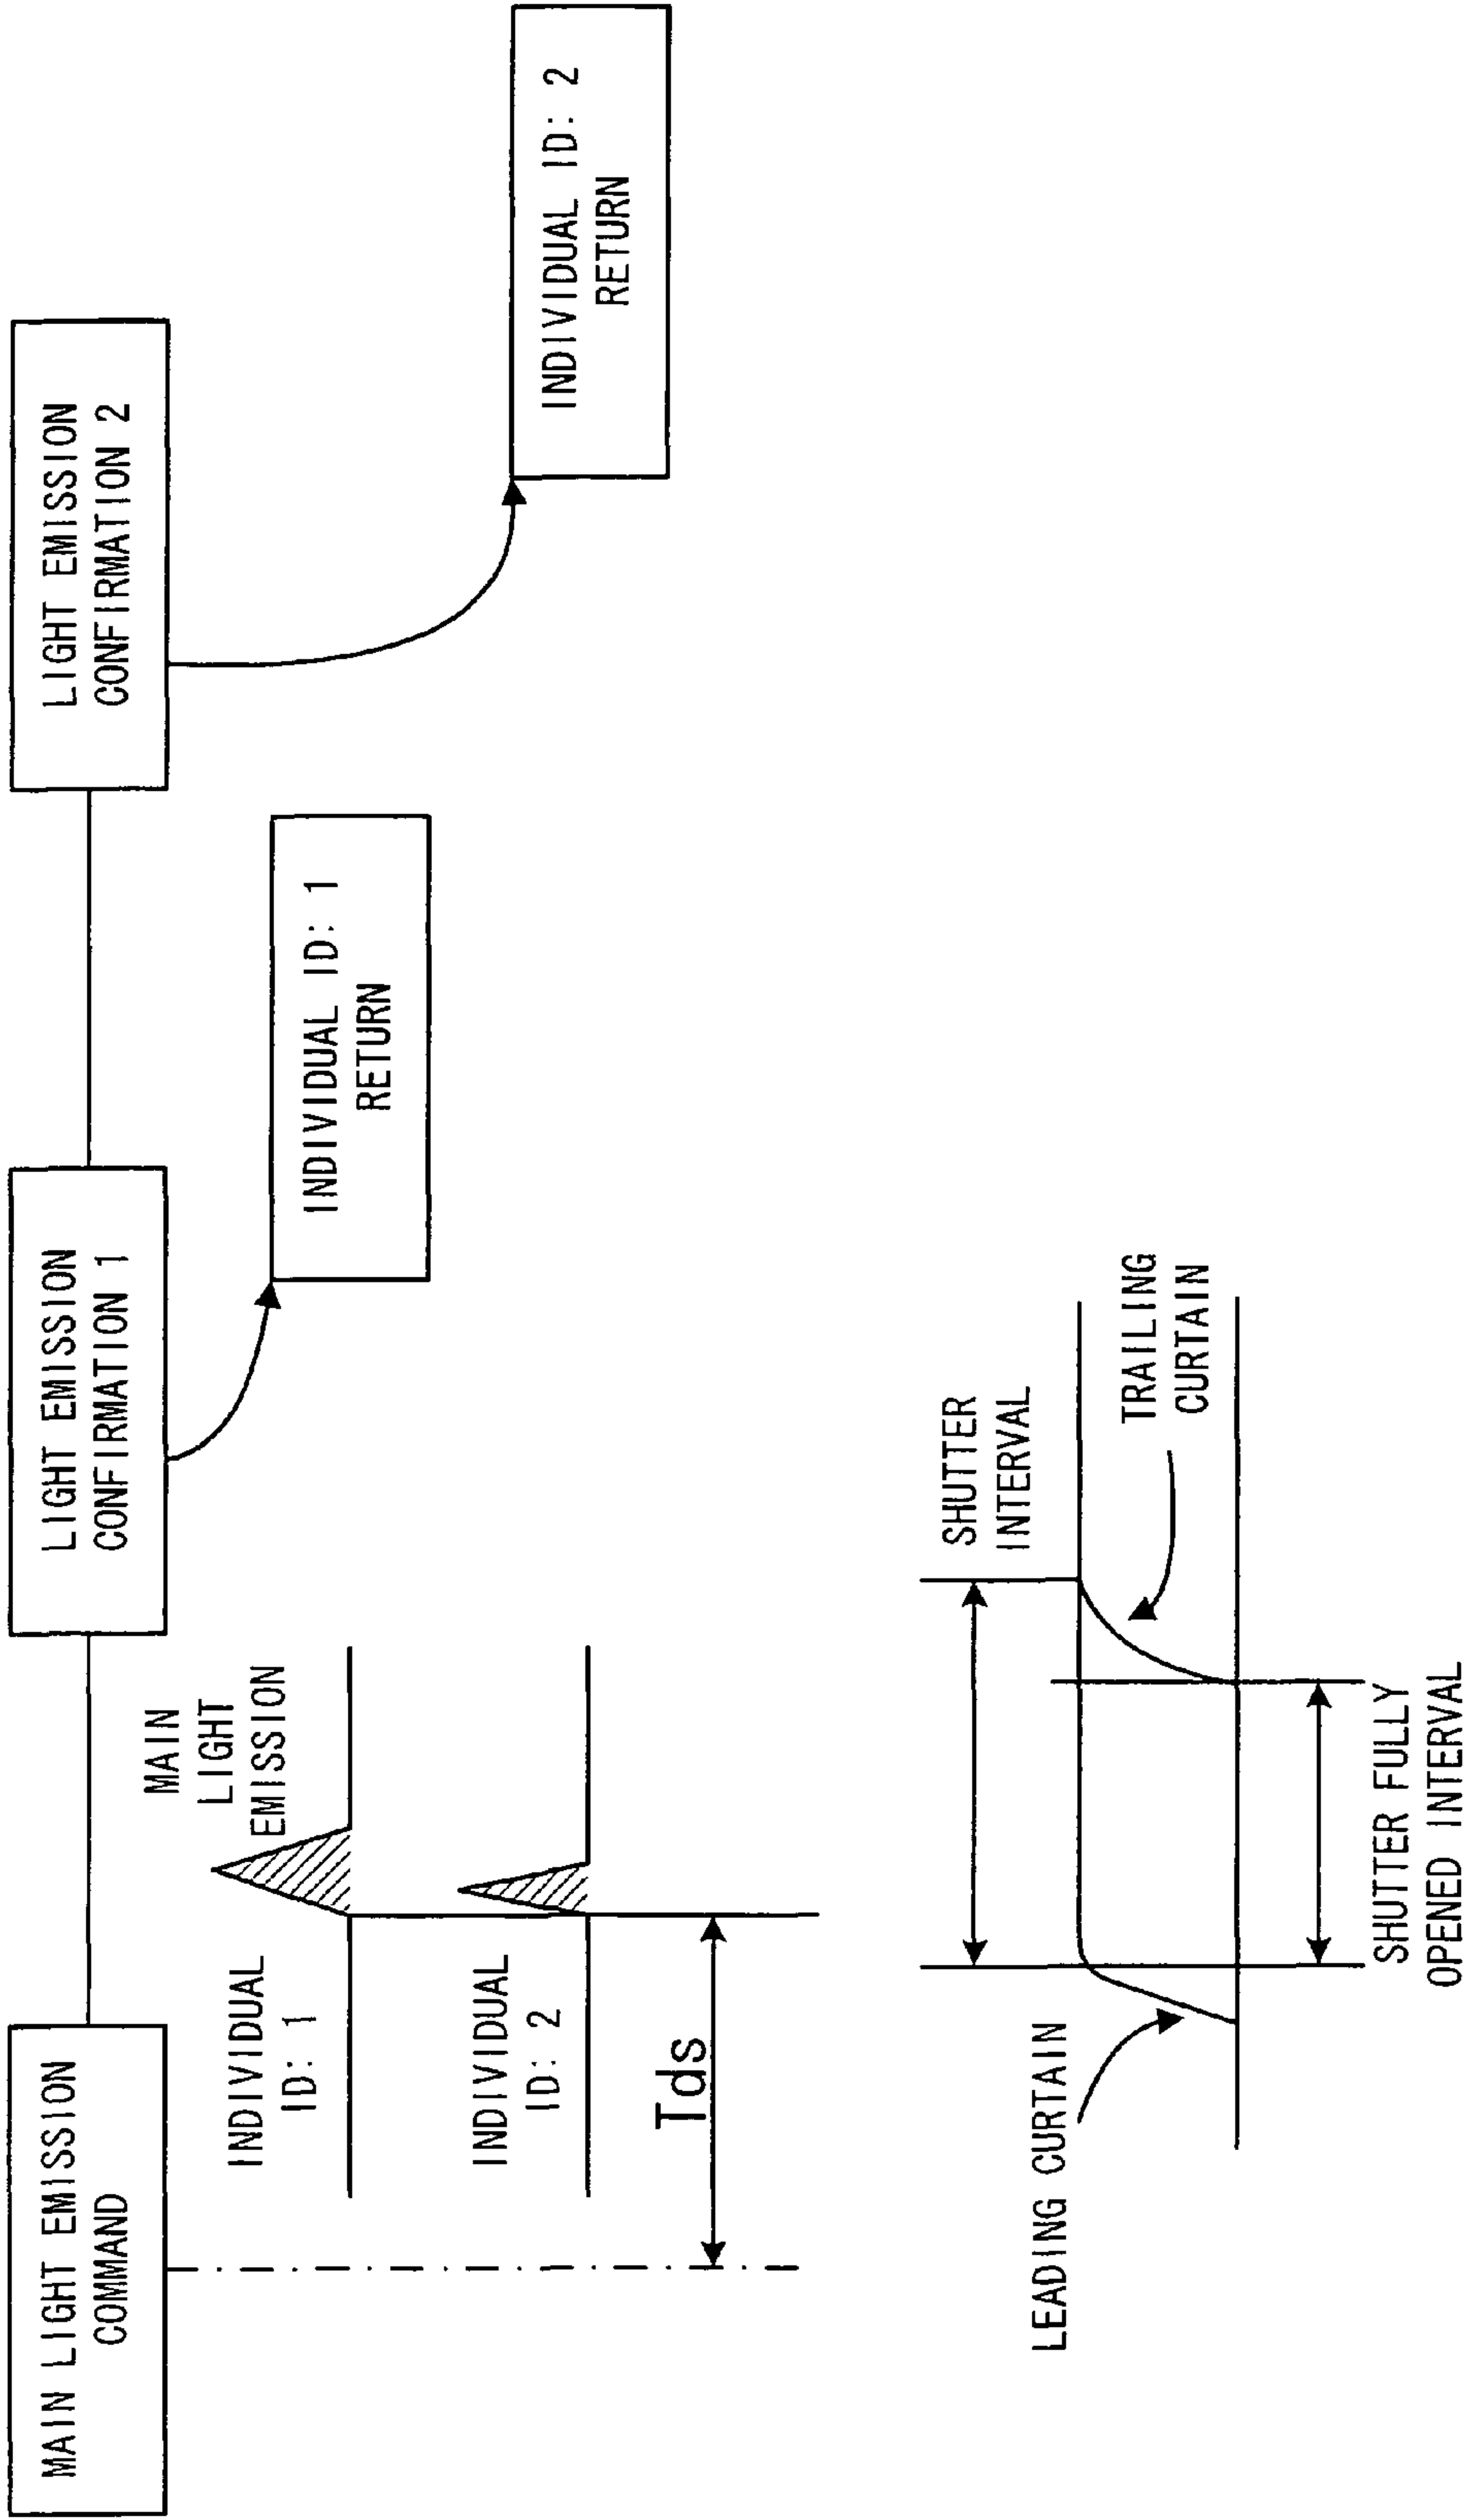 MAIN LIGHT EMISSION
COMMAND
LIGHT EMISSION
CONFIRMATION 1
LIGHT EMISSION
CONFIRMATION 2
MAIN
LIGHT
EMISSION
INDIVIDUAL
ID: 1
INDIVIDUAL ID: 1
RETURN
INDIVIDUAL
ID: 2
INDIVIDUAL ID: 2
RETURN
Tds
SHUTTER
INTERVAL
LEADING CURTAIN
TRAILING
CURTAIN
SHUTTER FULLY
OPENED INTERVAL